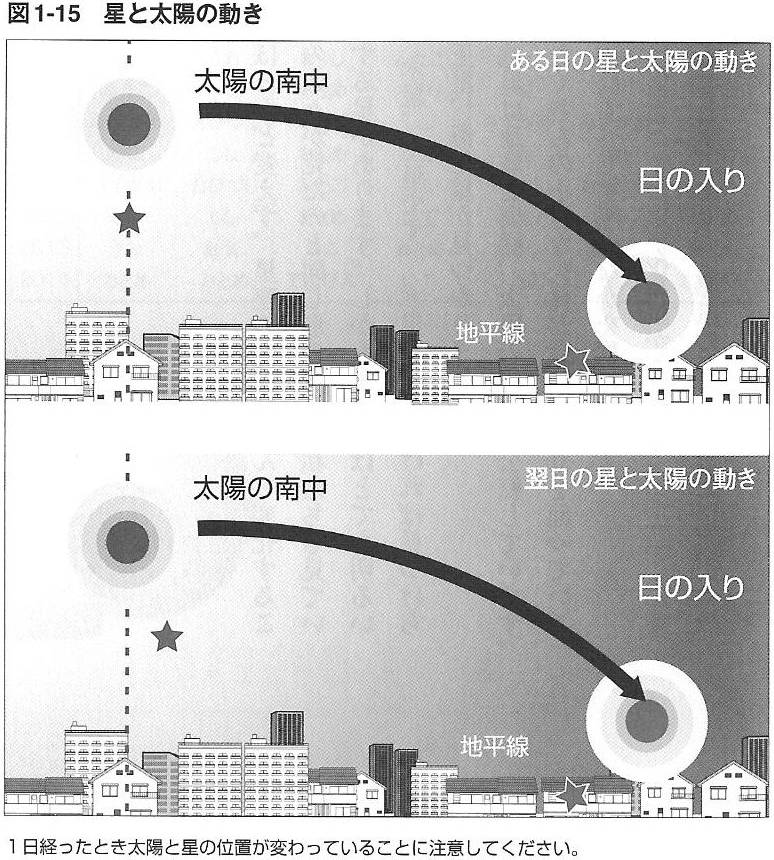 図1-15 星と太陽の動き
ある日の星と太陽の動き
太陽の南中
日の入り
地平線
翌日の星と太陽の動き
太陽の南中
日の入り
地平線
1日経ったとき太陽と星の位置が変わっていることに注意してください。